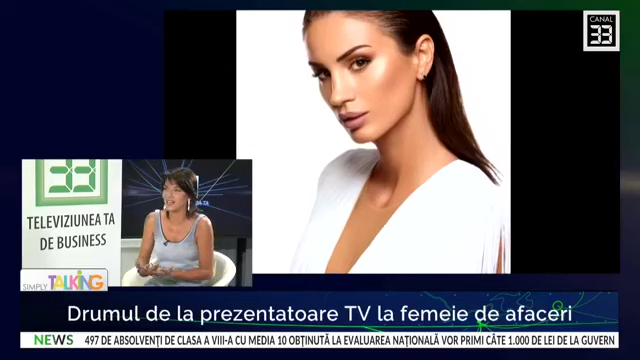 CANAL
33
33
TELEVIZIUNEA TA
DE BUSINESS
SIMPLY TALKING
Drumul de la prezentatoare TV la femeie de afaceri
NEWS 497 DE ABSOLVENȚI DE CLASA A VIII-A CU MEDIA 10 OBȚINUTĂ LA EVALUAREA NAȚIONALĂ VOR PRIMI CÂTE 1.000 DE LEI DE LA GUVERN